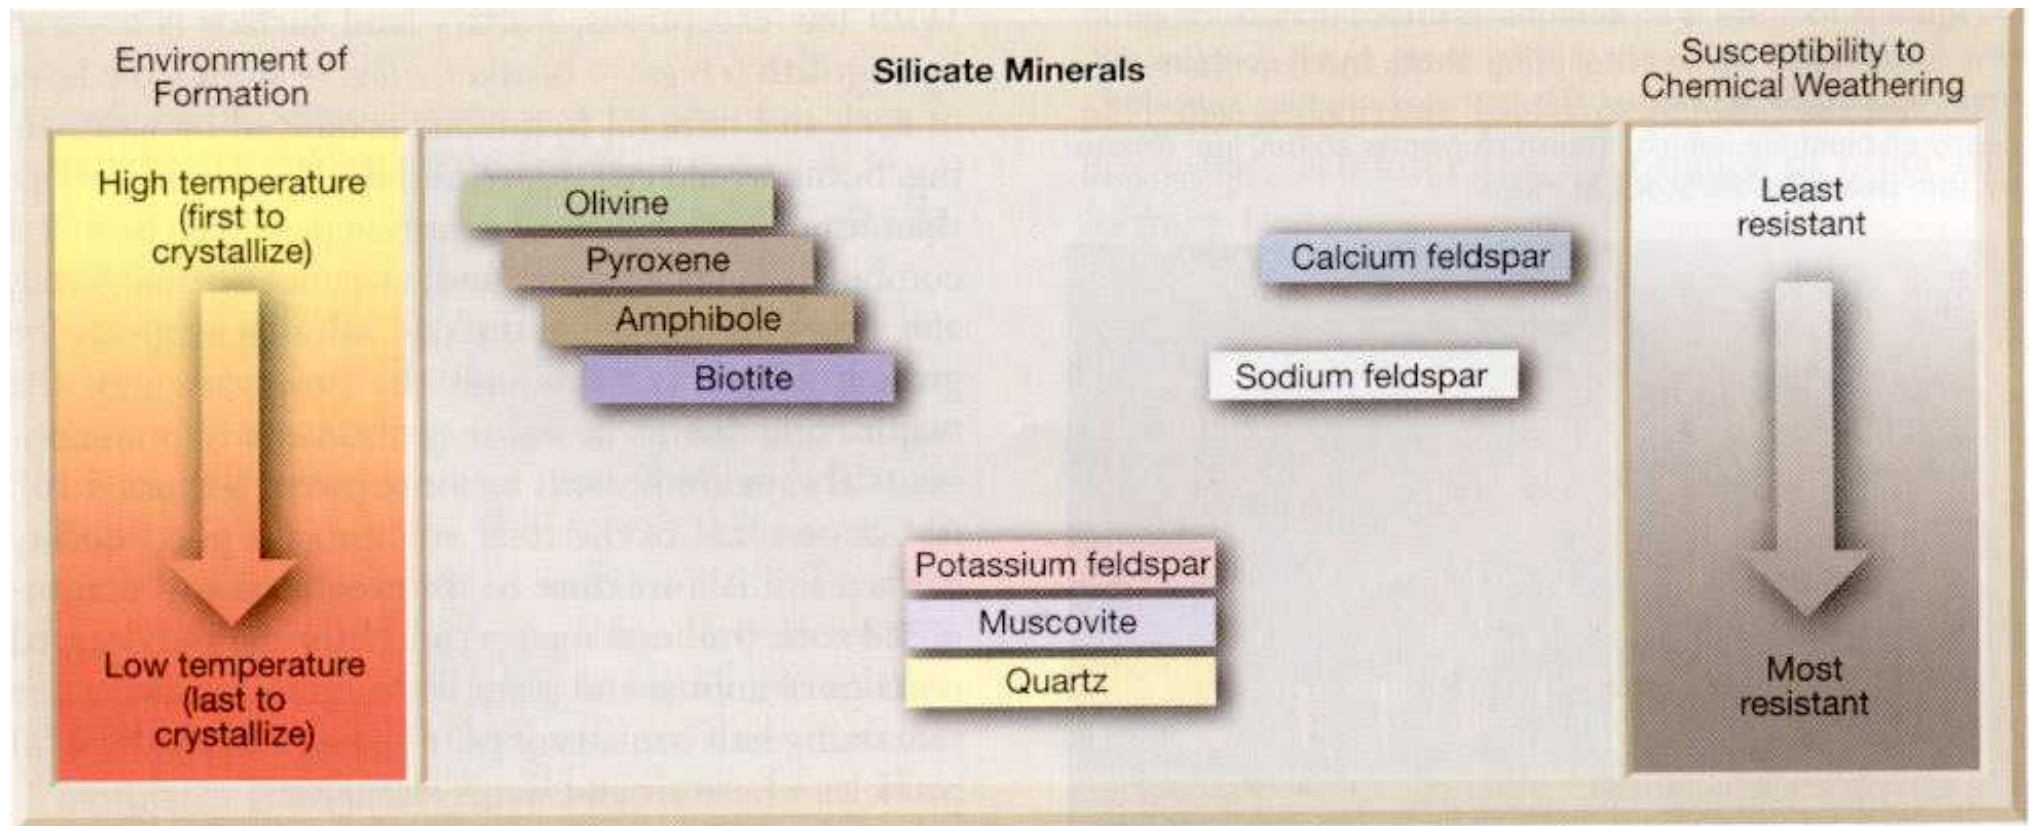 Environment of
Formation
Silicate Minerals
Susceptibility to
Chemical Weathering
High temperature
(first to
crystallize)
Low temperature
(last to
crystallize)
Olivine
Pyroxene
Amphibole
Biotite
Calcium feldspar
Sodium feldspar
Potassium feldspar
Muscovite
Quartz
Least
resistant
Most
resistant